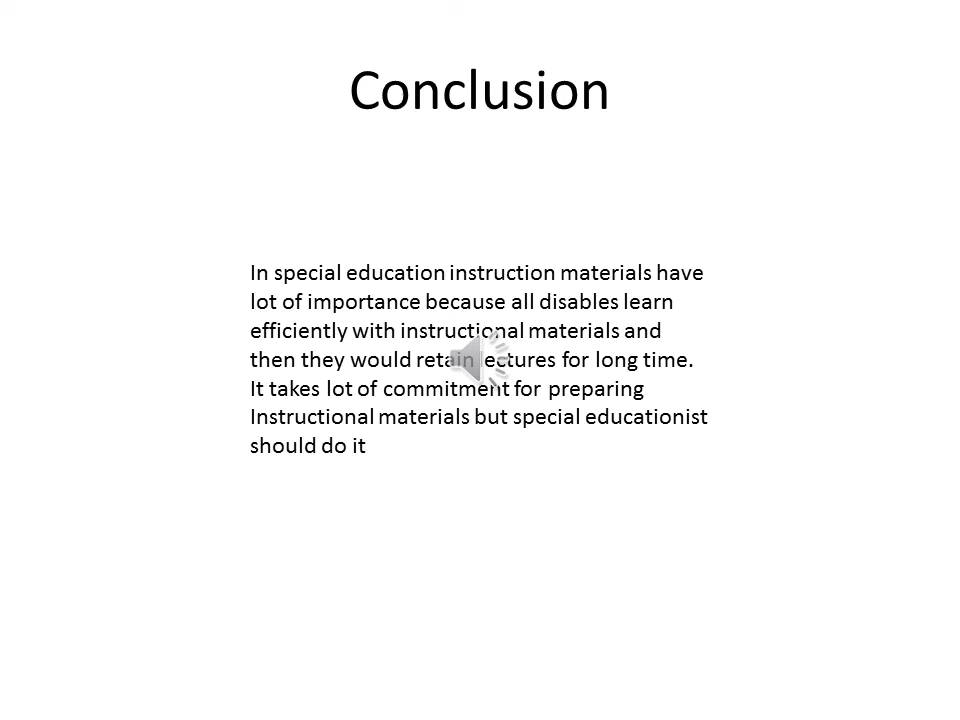 Conclusion
In special education instruction materials have
lot of importance because all disables learn
efficiently with instructional materials and
then they would retain lectures for long time.
It takes lot of commitment for preparing
Instructional materials but special educationist
should do it